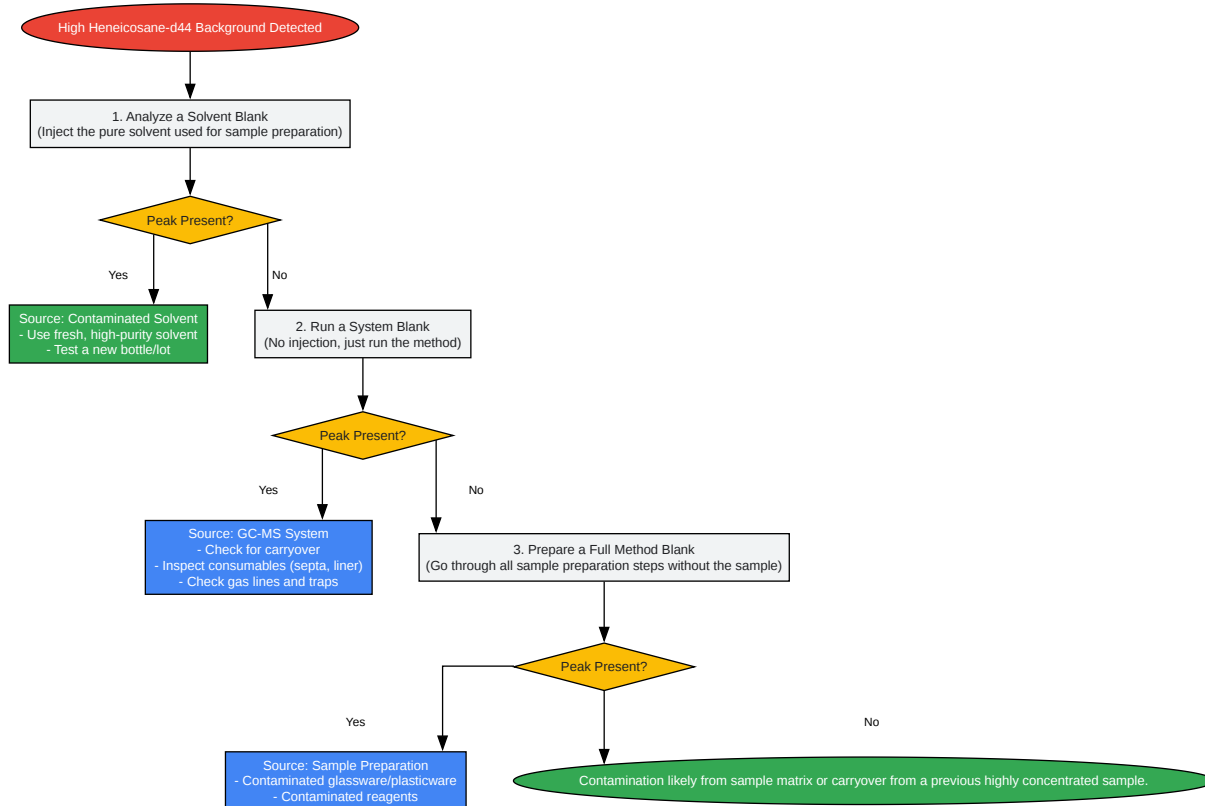 High Heneicosane-d44 Background Detected
1. Analyze a Solvent Blank
(Inject the pure solvent used for sample preparation)
Peak Present?
Yes
No
Source: Contaminated Solvent
- Use fresh, high-purity solvent
- Test a new bottle/lot
2. Run a System Blank
(No injection, just run the method)
Peak Present?
Yes
No
Source: GC-MS System
- Check for carryover
- Inspect consumables (septa, liner)
- Check gas lines and traps
3. Prepare a Full Method Blank
(Go through all sample preparation steps without the sample)
Peak Present?
Yes
No
Source: Sample Preparation
- Contaminated glassware/plasticware
- Contaminated reagents
Contamination likely from sample matrix or carryover from a previous highly concentrated sample.